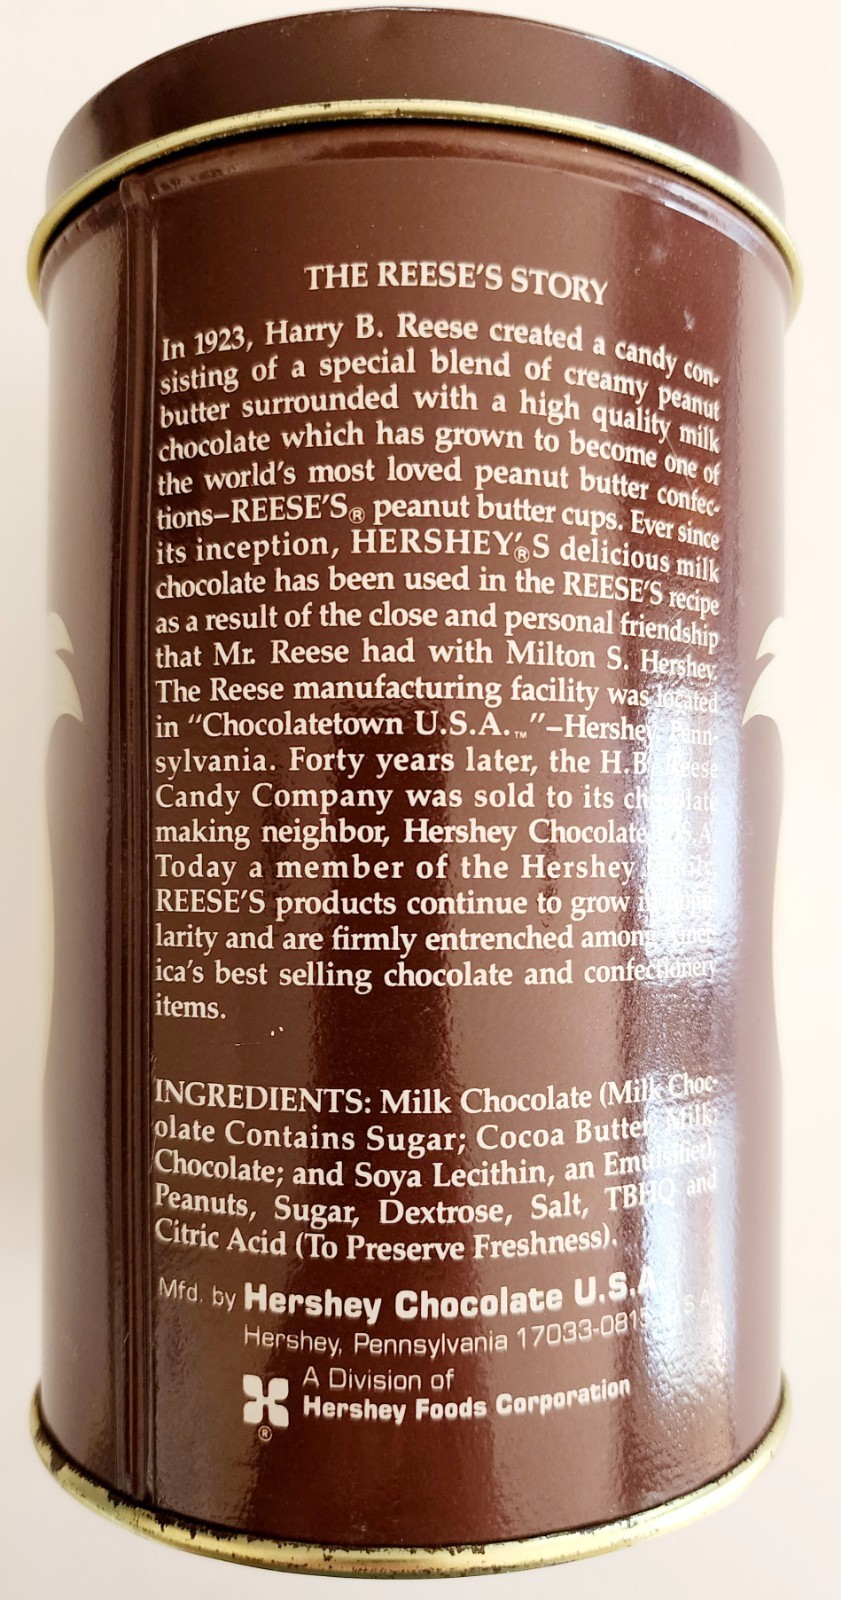 THE REESE'S STORY
In 1923, Harry B. Reese created a candy con-
sisting of a special blend of creamy peanut
butter surrounded with a high quality milk
chocolate which has grown to become one of
the world's most loved peanut butter confec-
tions–REESE'S® peanut butter cups. Ever since
its inception, HERSHEY'®S delicious milk
chocolate has been used in the REESE'S recipe
as a result of the close and personal friendship
that Mr. Reese had with Milton S. Hershey.
The Reese manufacturing facility was located
in "Chocolatetown U.S.A.™"–Hershey, Penn-
sylvania. Forty years later, the H.B. Reese
Candy Company was sold to its chocolate
making neighbor, Hershey Chocolate U.S.A.
Today a member of the Hershey family,
REESE'S products continue to grow
larity and are firmly entrenched among Amer-
ica's best selling chocolate and confectionery
items.
INGREDIENTS: Milk Chocolate (Milk Choc-
olate Contains Sugar; Cocoa Butter; Milk;
Chocolate; and Soya Lecithin, an Emulsifier),
Peanuts, Sugar, Dextrose, Salt, TBHQ and
Citric Acid (To Preserve Freshness).
Mfd. by Hershey Chocolate U.S.A.
Hershey, Pennsylvania 17033-0815 U.S.A.
A Division of
Hershey Foods Corporation
®